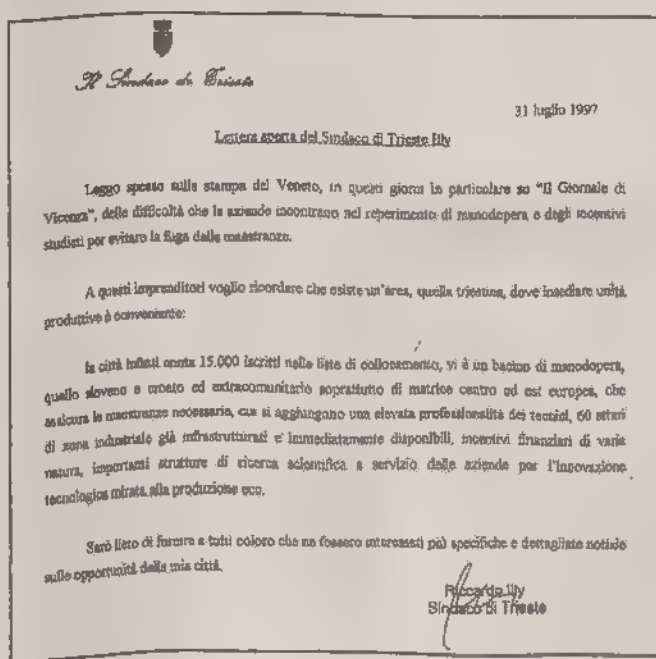 Il Sindaco di Trieste
31 luglio 1997
Lettera aperta del Sindaco di Trieste Illy
Leggo spesso sulla stampa del Veneto, in questi giorni in particolare su "Il Giornale di
Vicenza", delle difficoltà che le aziende incontrano nel reperimento di manodopera e degli incentivi
studiati per evitare la fuga delle maestranze.
A questi imprenditori voglio ricordare che esiste un'area, quella triestina, dove insediare unità
produttive è conveniente:
la città infatti conta 15.000 iscritti nelle liste di collocamento, vi è un bacino di manodopera,
quello sloveno e croato ed extracomunitario soprattutto di matrice centro ed est europea, che
assicura le maestranze necessarie, cui si aggiungono una elevata professionalità dei tecnici, 60 ettari
di zona industriale già infrastrutturati e immediatamente disponibili, incentivi finanziari di varia
natura, importanti strutture di ricerca scientifica a servizio delle aziende per l'innovazione
tecnologica mirata alla produzione ecc.
Sarò lieto di fornire a tutti coloro che ne fossero interessati più specifiche e dettagliate notizie
sulle opportunità della mia città.
Riccardo Illy
Sindaco di Trieste